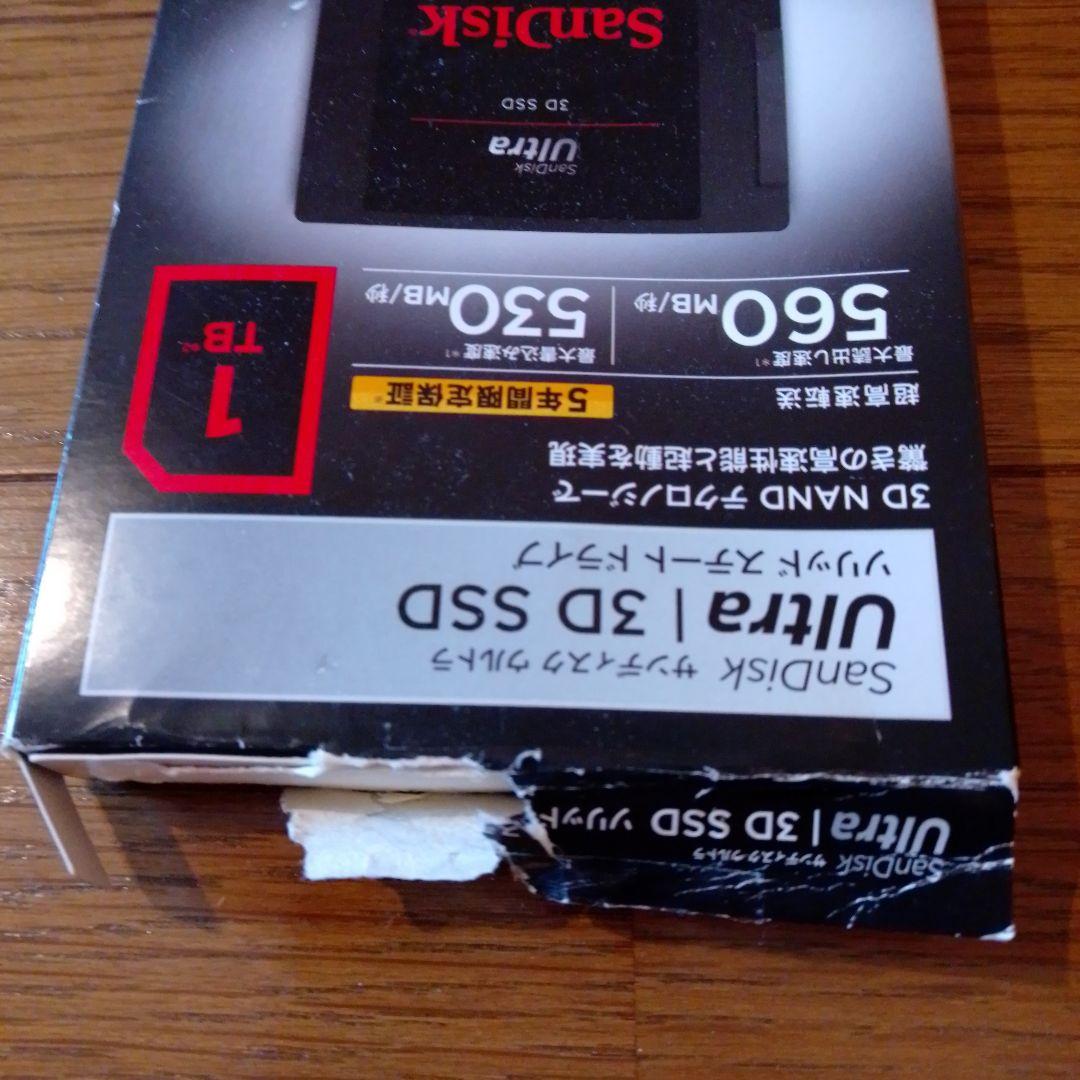 SanDisk サンディスク ウルトラ
Ultra | 3D SSD ソリッド
SanDisk サンディスク ウルトラ
Ultra | 3D SSD
ソリッド ステート ドライブ
3D NAND テクノロジーで
驚きの高速性能と起動を実現
超高速転送
5年間限定保証*
最大読出し速度*1
560MB/秒
最大書込み速度*1
530MB/秒
1
TB*2
SanDisk
Ultra
3D SSD
SanDisk